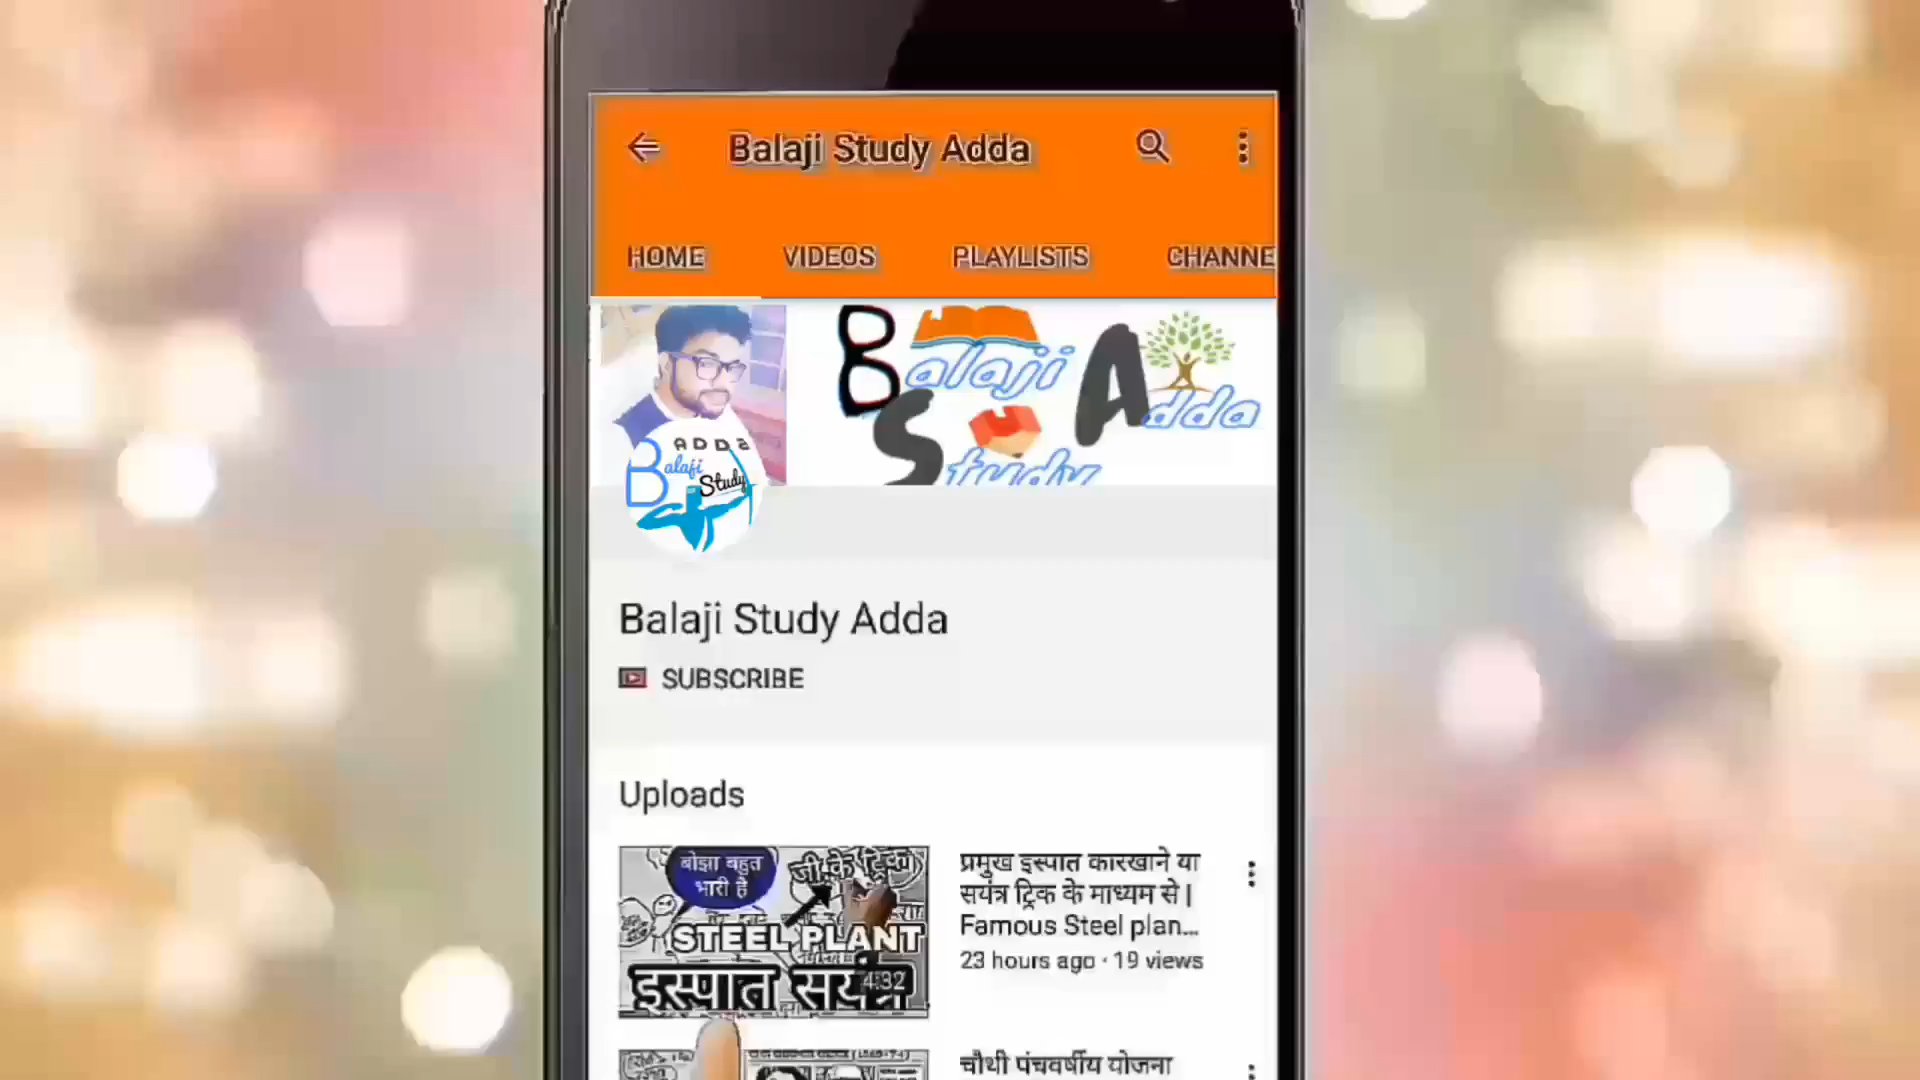 Balaji Study Adda
HOME VIDEOS PLAYLISTS CHANNE
Balaji Adda
Study
ADDA
Balaji
Study
Balaji Study Adda
SUBSCRIBE
Uploads
बोझा बहुत
भारी है
जी.के ट्रिक
STEEL PLANT
इस्पात सयंत्र
4:32
प्रमुख इस्पात कारखाने या
सयंत्र ट्रिक के माध्यम से |
Famous Steel plan...
23 hours ago · 19 views
चौथी पंचवर्षीय योजना